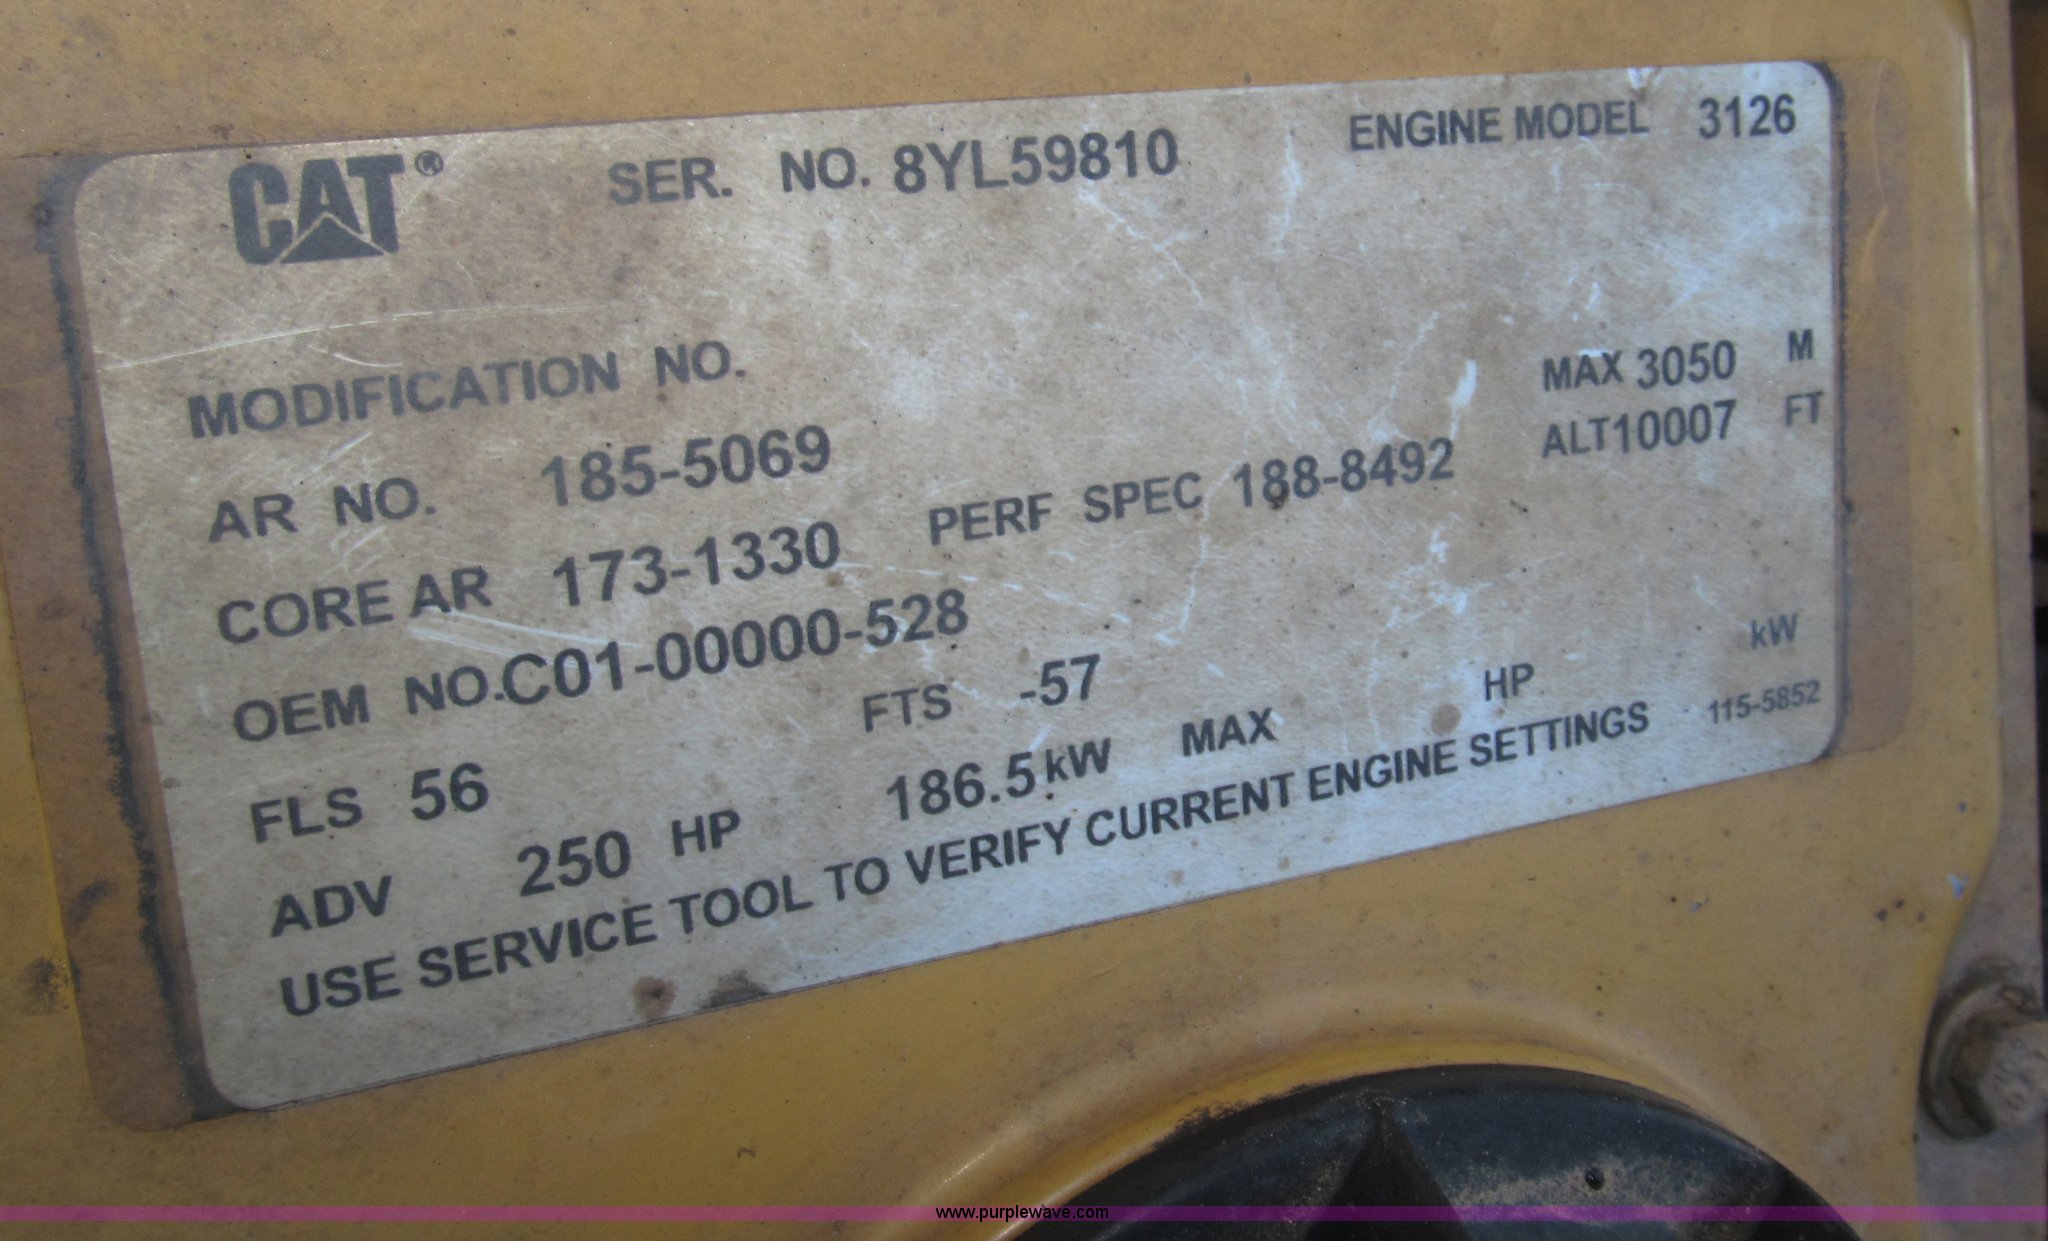 CAT® SER. NO. 8YL59810 ENGINE MODEL 3126
MODIFICATION NO.
AR NO. 185-5069 MAX 3050 M
CORE AR 173-1330 PERF SPEC 188-8492 ALT 10007 FT
OEM NO. C01-00000-528
FLS 56 FTS -57
ADV 250 HP 186.5 kW MAX HP kW
USE SERVICE TOOL TO VERIFY CURRENT ENGINE SETTINGS 115-5852
www.purplewave.com